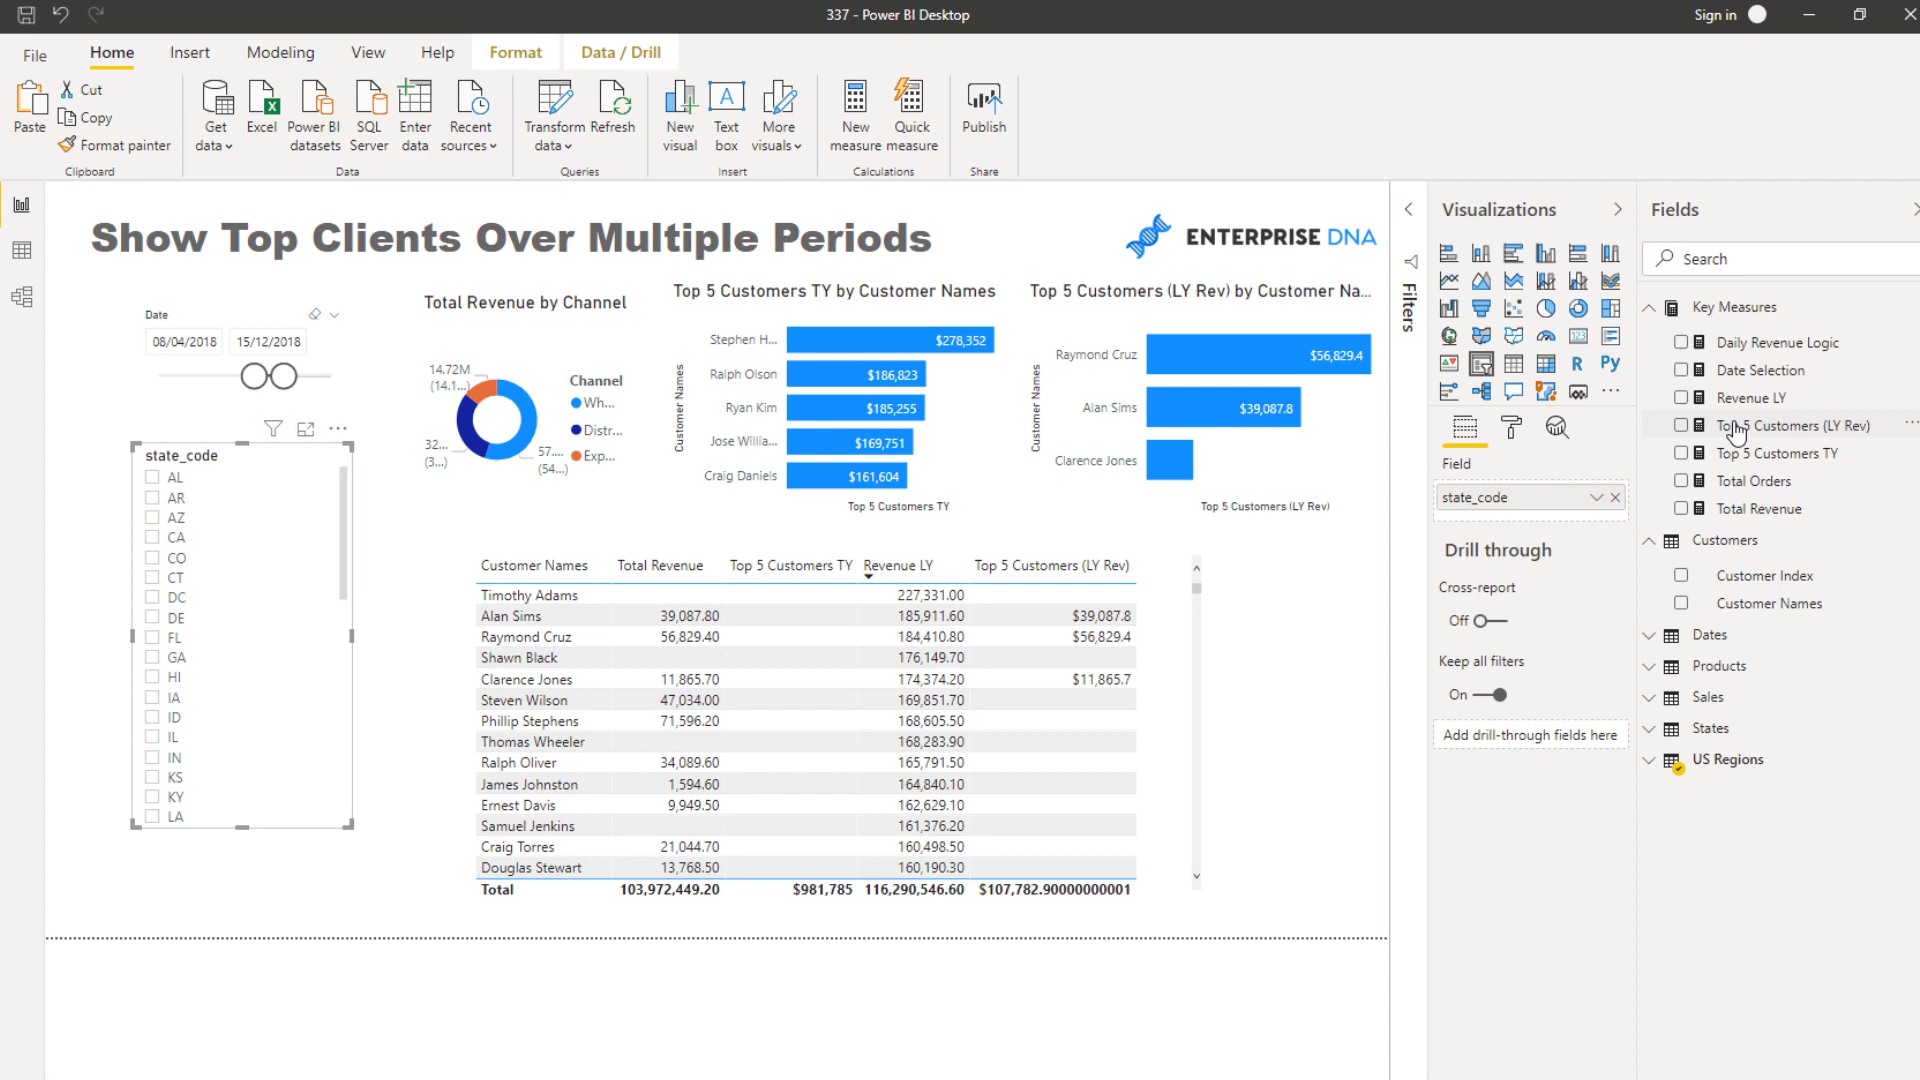 337 - Power BI Desktop
Sign in
File
Home
Insert
Modeling
View
Help
Format
Data / Drill
Paste
Cut
Copy
Format painter
Clipboard
Get data
Excel
Power BI datasets
SQL Server
Enter data
Recent sources
Data
Transform data
Refresh
Queries
New visual
A
Text box
More visuals
Insert
New measure
Quick measure
Calculations
Publish
Share
Show Top Clients Over Multiple Periods
ENTERPRISE DNA
Date
08/04/2018
15/12/2018
state_code
AL
AR
AZ
CA
CO
CT
DC
DE
FL
GA
HI
IA
ID
IL
IN
KS
KY
LA
Total Revenue by Channel
14.72M
(14.1...)
32...
(3...)
57....
(54...)
Channel
Wh...
Distr...
Exp...
Top 5 Customers TY by Customer Names
Customer Names
Stephen H... $278,352
Ralph Olson $186,823
Ryan Kim $185,255
Jose Willia... $169,751
Craig Daniels $161,604
Top 5 Customers TY
Top 5 Customers (LY Rev) by Customer Na...
Customer Names
Raymond Cruz $56,829.4
Alan Sims $39,087.8
Clarence Jones
Top 5 Customers (LY Rev)
Customer Names Total Revenue Top 5 Customers TY Revenue LY Top 5 Customers (LY Rev)
Timothy Adams 227,331.00
Alan Sims 39,087.80 185,911.60 $39,087.8
Raymond Cruz 56,829.40 184,410.80 $56,829.4
Shawn Black 176,149.70
Clarence Jones 11,865.70 174,374.20 $11,865.7
Steven Wilson 47,034.00 169,851.70
Phillip Stephens 71,596.20 168,605.50
Thomas Wheeler 168,283.90
Ralph Oliver 34,089.60 165,791.50
James Johnston 1,594.60 164,840.10
Ernest Davis 9,949.50 162,629.10
Samuel Jenkins 161,376.20
Craig Torres 21,044.70 160,498.50
Douglas Stewart 13,768.50 160,190.30
Total 103,972,449.20 $981,785 116,290,546.60 $107,782.90000000001
Filters
Visualizations
R
Py
123
Field
state_code
Drill through
Cross-report
Off
Keep all filters
On
Add drill-through fields here
Fields
Search
Key Measures
Daily Revenue Logic
Date Selection
Revenue LY
Top 5 Customers (LY Rev)
Top 5 Customers TY
Total Orders
Total Revenue
Customers
Customer Index
Customer Names
Dates
Products
Sales
States
US Regions